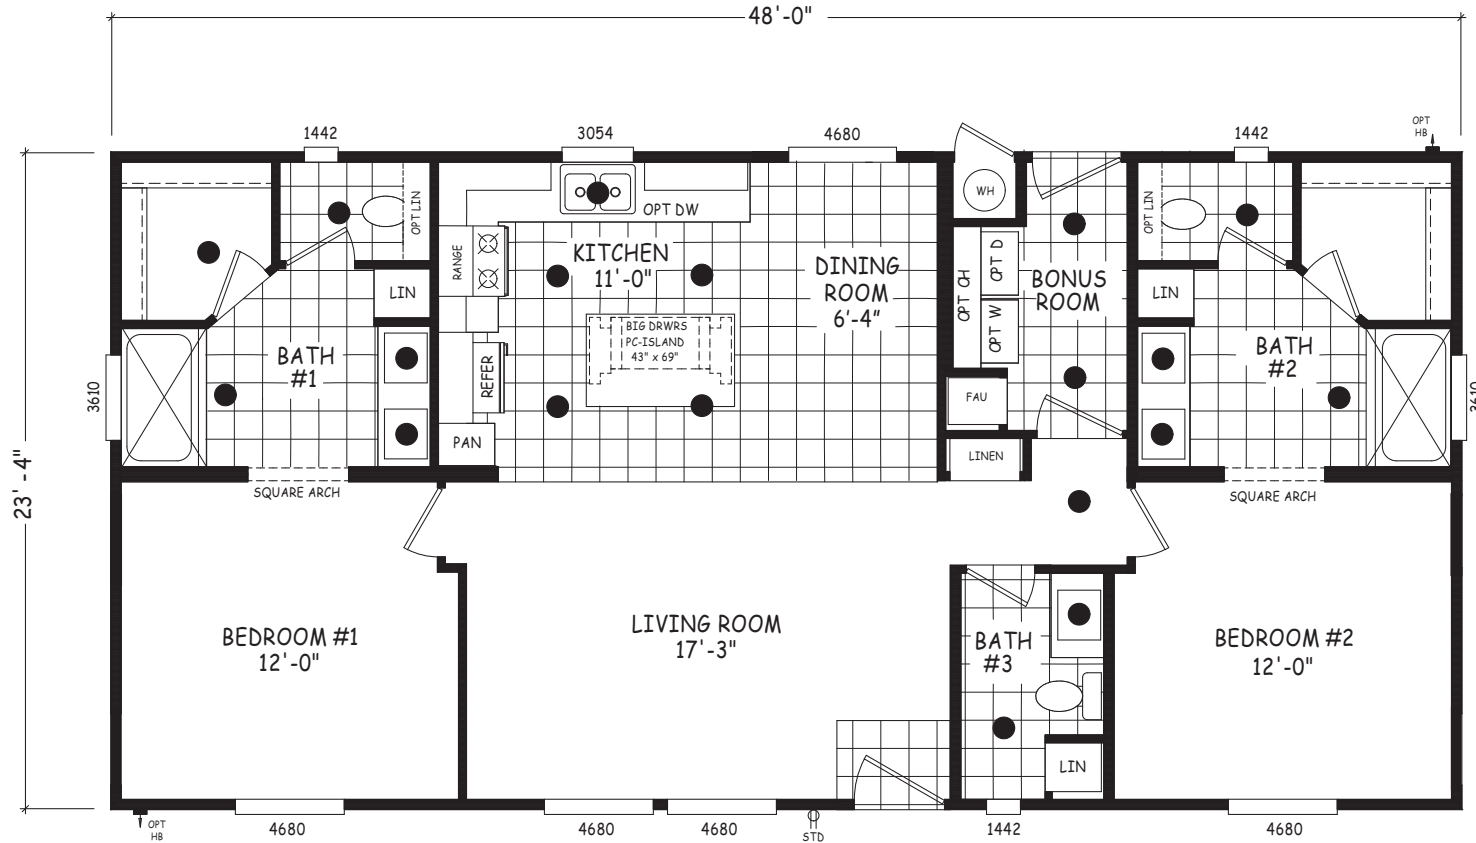 48'-0"
1442
3054
4680
1442
OPT
HB
WH
OPT LIN
OPT DW
OPT LIN
RANGE
KITCHEN
11'-0"
DINING
ROOM
6'-4"
OPT OH
OPT D
OPT W
BONUS
ROOM
LIN
LIN
BIG DRWRS
PC-ISLAND
43" x 69"
BATH
#1
BATH
#2
REFER
3610
3610
FAU
PAN
LINEN
23' -4"
SQUARE ARCH
SQUARE ARCH
BEDROOM #1
12'-0"
LIVING ROOM
17'-3"
BATH
#3
BEDROOM #2
12'-0"
LIN
OPT
HB
4680
4680
4680
STD
1442
4680